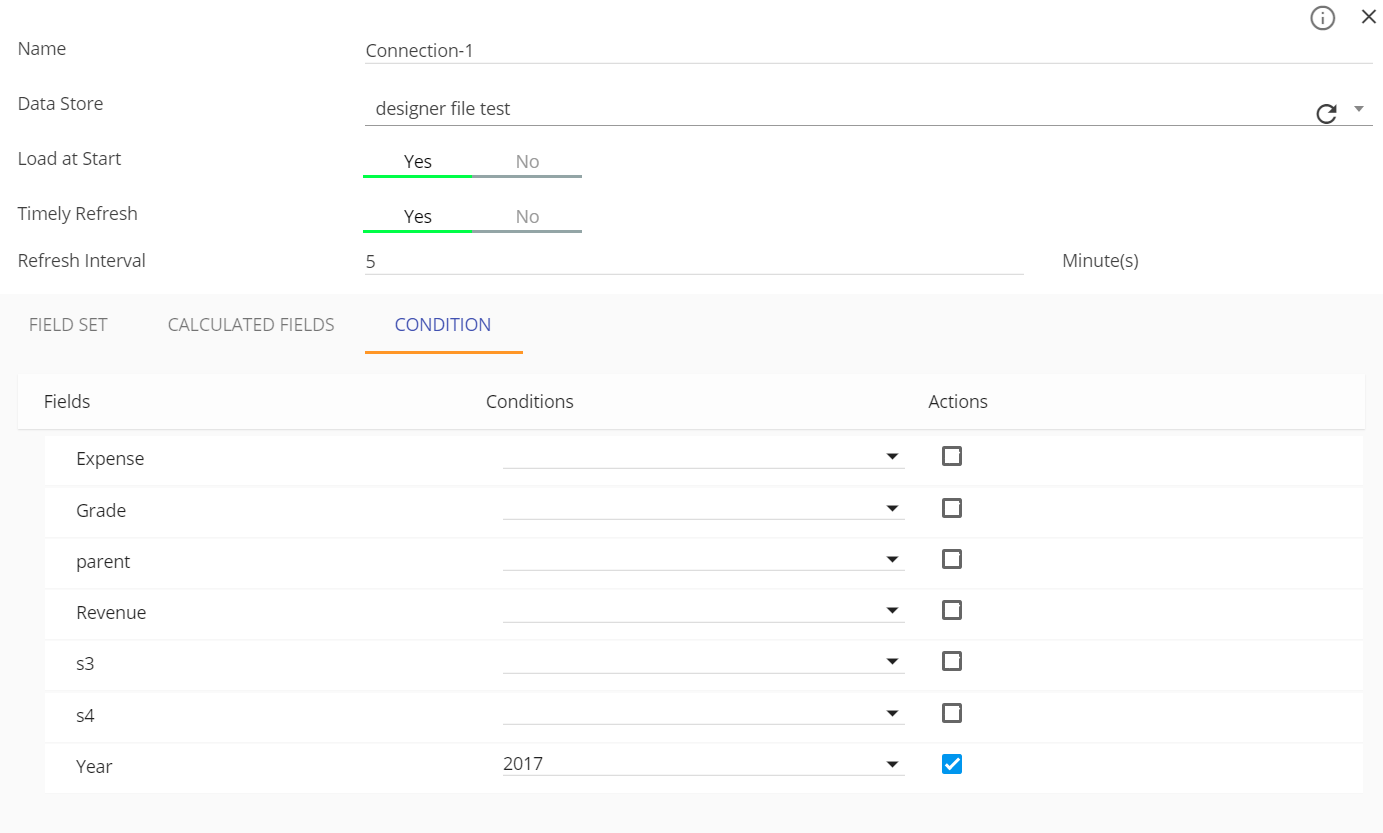 Name Connection-1
Data Store designer file test
Load at Start Yes No
Timely Refresh Yes No
Refresh Interval 5 Minute(s)
FIELD SET CALCULATED FIELDS CONDITION
Fields Conditions Actions
Expense
Grade
parent
Revenue
s3
s4
Year 2017